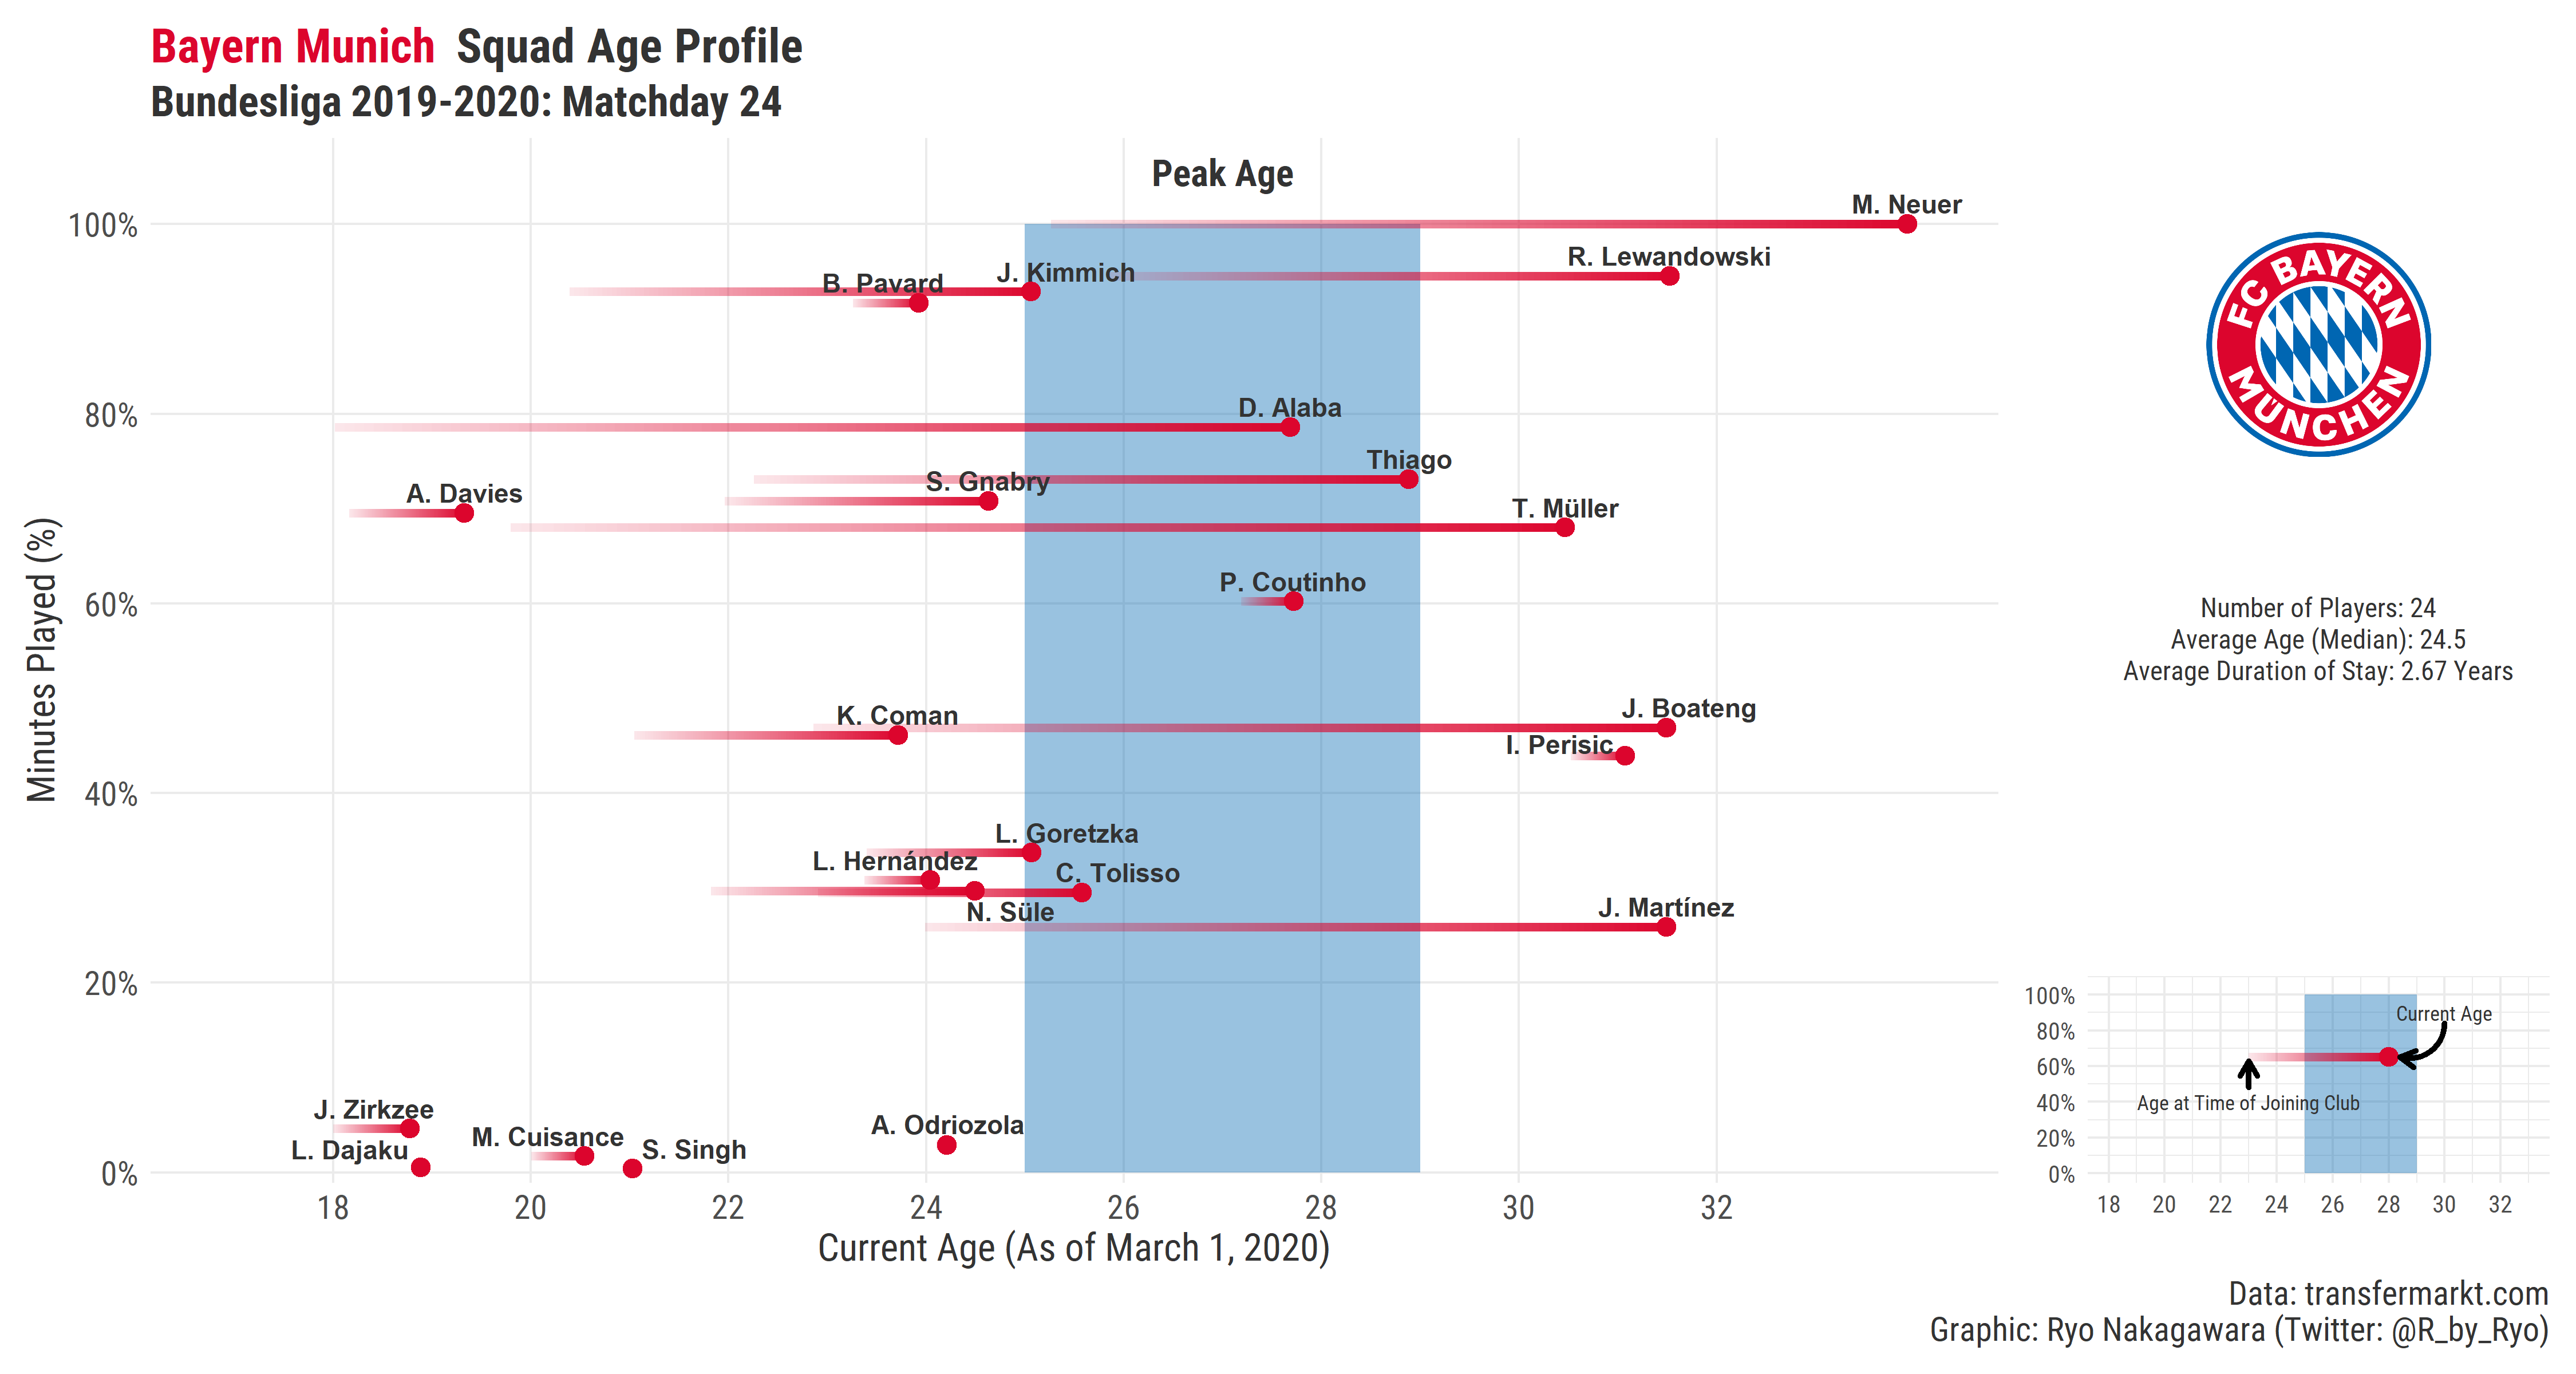 Bayern Munich Squad Age Profile
Bundesliga 2019-2020: Matchday 24
Peak Age
Minutes Played (%)
100%
80%
60%
40%
20%
0%
M. Neuer
R. Lewandowski
J. Kimmich
B. Pavard
D. Alaba
Thiago
S. Gnabry
A. Davies
T. Müller
P. Coutinho
J. Boateng
K. Coman
I. Perisic
L. Goretzka
L. Hernández
C. Tolisso
N. Süle
J. Martínez
J. Zirkzee
A. Odriozola
M. Cuisance
L. Dajaku
S. Singh
18 20 22 24 26 28 30 32
Current Age (As of March 1, 2020)
FC BAYERN
MÜNCHEN
Number of Players: 24
Average Age (Median): 24.5
Average Duration of Stay: 2.67 Years
100%
80%
60%
40%
20%
0%
Current Age
Age at Time of Joining Club
18 20 22 24 26 28 30 32
Data: transfermarkt.com
Graphic: Ryo Nakagawara (Twitter: @R_by_Ryo)